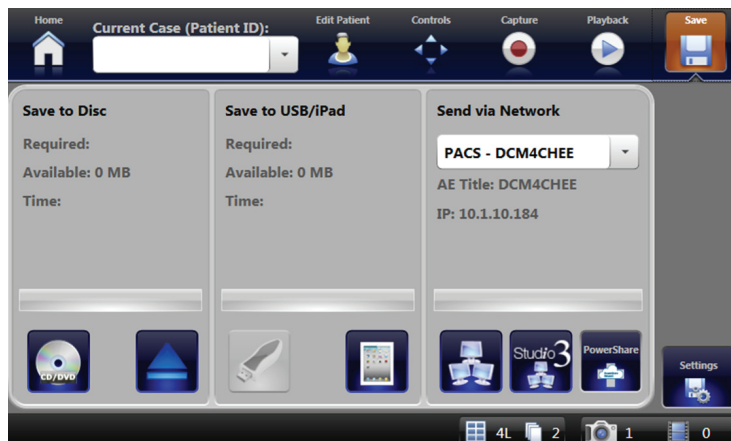 Home
Current Case (Patient ID):
Edit Patient
Controls
Capture
Playback
Save
Save to Disc
Required:
Available: 0 MB
Time:
CD/DVD
Save to USB/iPad
Required:
Available: 0 MB
Time:
Send via Network
PACS - DCM4CHEE
AE Title: DCM4CHEE
IP: 10.1.10.184
Studio3
PowerShare
Settings
4L
2
1
0